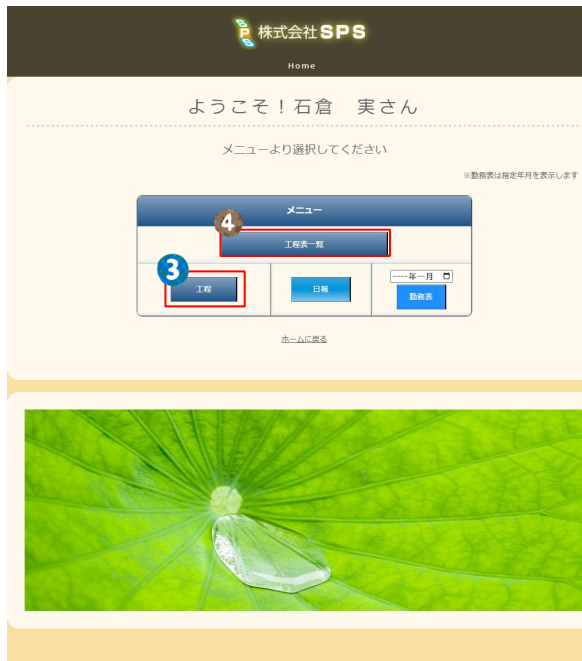 SPS
株式会社SPS
Home
ようこそ！石倉　実さん
メニューより選択してください
※勤務表は指定年月を表示します
メニュー
4
工程表一覧
3
工程
日報
----年--月
勤務表
ホームに戻る